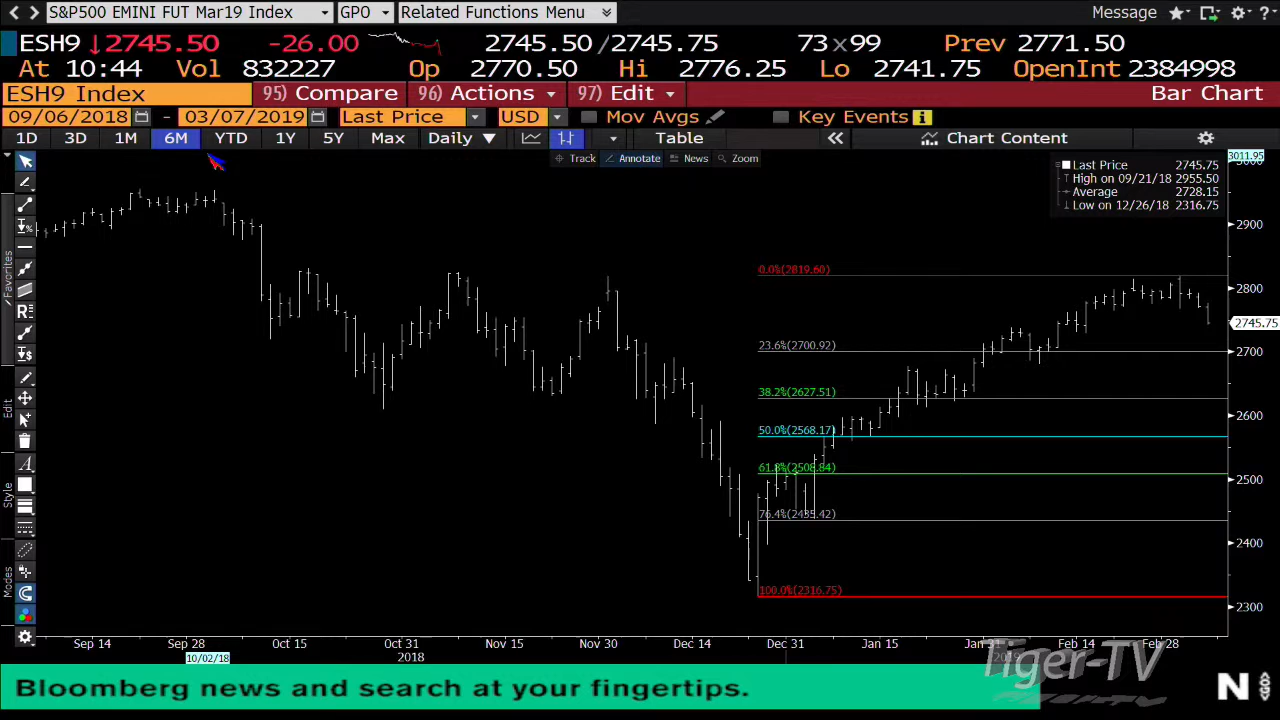 S&P500 EMINI FUT Mar19 Index GPO Related Functions Menu Message
ESH9 ↓2745.50 -26.00 2745.50/2745.75 73x99 Prev 2771.50
At 10:44 Vol 832227 Op 2770.50 Hi 2776.25 Lo 2741.75 OpenInt 2384998
ESH9 Index 95) Compare 96) Actions 97) Edit Bar Chart
09/06/2018 - 03/07/2019 Last Price USD Mov Avgs Key Events
1D 3D 1M 6M YTD 1Y 5Y Max Daily Table Chart Content
Track Annotate News Zoom
3011.95
3000
Last Price 2745.75
High on 09/21/18 2955.50
Average 2728.15
Low on 12/26/18 2316.75
2900
0.0%(2819.60)
2800
2745.75
23.6%(2700.92)
2700
38.2%(2627.51)
2600
50.0%(2568.17)
61.8%(2508.84)
2500
76.4%(2435.42)
2400
100.0%(2316.75)
2300
Favorites
Edit
Style
Modes
Sep 14 Sep 28 Oct 15 Oct 31 Nov 15 Nov 30 Dec 14 Dec 31 Jan 15 Jan 31 Feb 14 Feb 28
10/02/18 2018 2019
Tiger-TV
Bloomberg news and search at your fingertips.
N